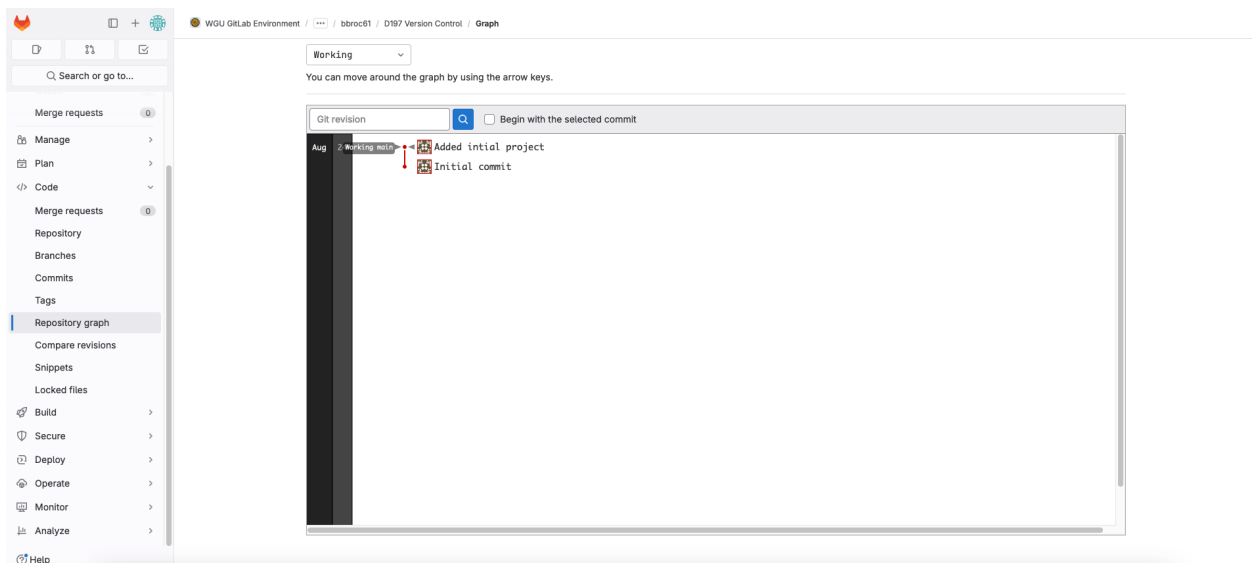 WGU GitLab Environment / ··· / bbroc61 / D197 Version Control / Graph
Search or go to...
Merge requests 0
Manage
Plan
Code
Merge requests 0
Repository
Branches
Commits
Tags
Repository graph
Compare revisions
Snippets
Locked files
Build
Secure
Deploy
Operate
Monitor
Analyze
Help
Working
You can move around the graph by using the arrow keys.
Git revision Begin with the selected commit
Aug Working main Added intial project
Initial commit